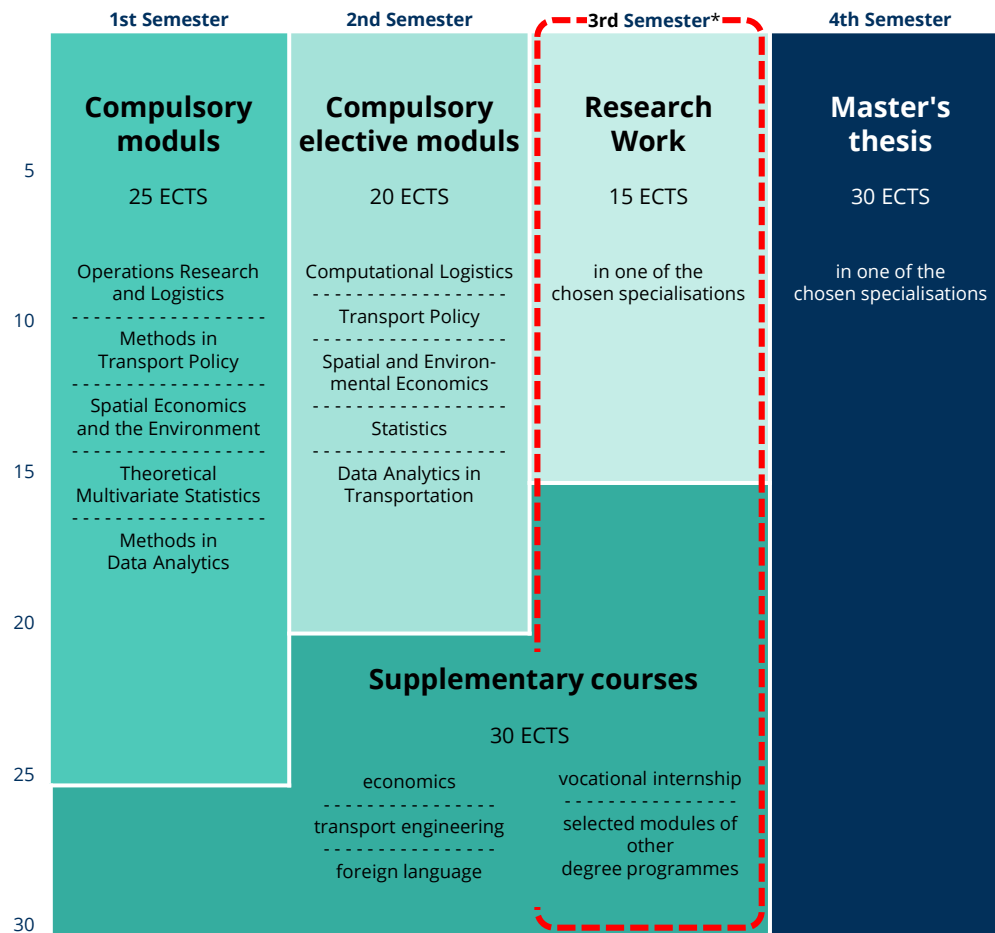 1st Semester
2nd Semester
3rd Semester*
4th Semester
5
10
15
20
25
30
Compulsory
moduls
25 ECTS
Operations Research
and Logistics
Methods in
Transport Policy
Spatial Economics
and the Environment
Theoretical
Multivariate Statistics
Methods in
Data Analytics
Compulsory
elective moduls
20 ECTS
Computational Logistics
Transport Policy
Spatial and Environ-
mental Economics
Statistics
Data Analytics in
Transportation
Research
Work
15 ECTS
in one of the
chosen specialisations
Master's
thesis
30 ECTS
in one of the
chosen specialisations
Supplementary courses
30 ECTS
economics
transport engineering
foreign language
vocational internship
selected modules of
other
degree programmes